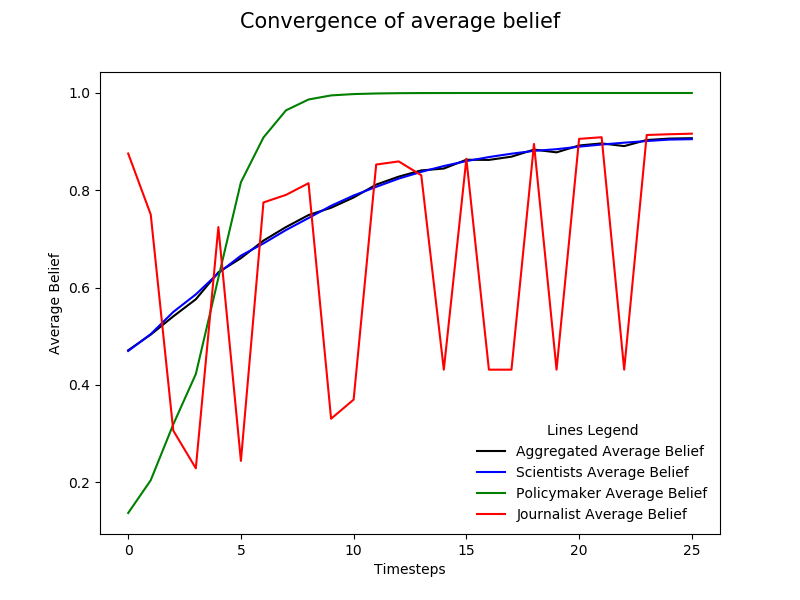 Convergence of average belief
1.0
0.8
0.6
0.4
0.2
Average Belief
Lines Legend
Aggregated Average Belief
Scientists Average Belief
Policymaker Average Belief
Journalist Average Belief
0 5 10 15 20 25
Timesteps